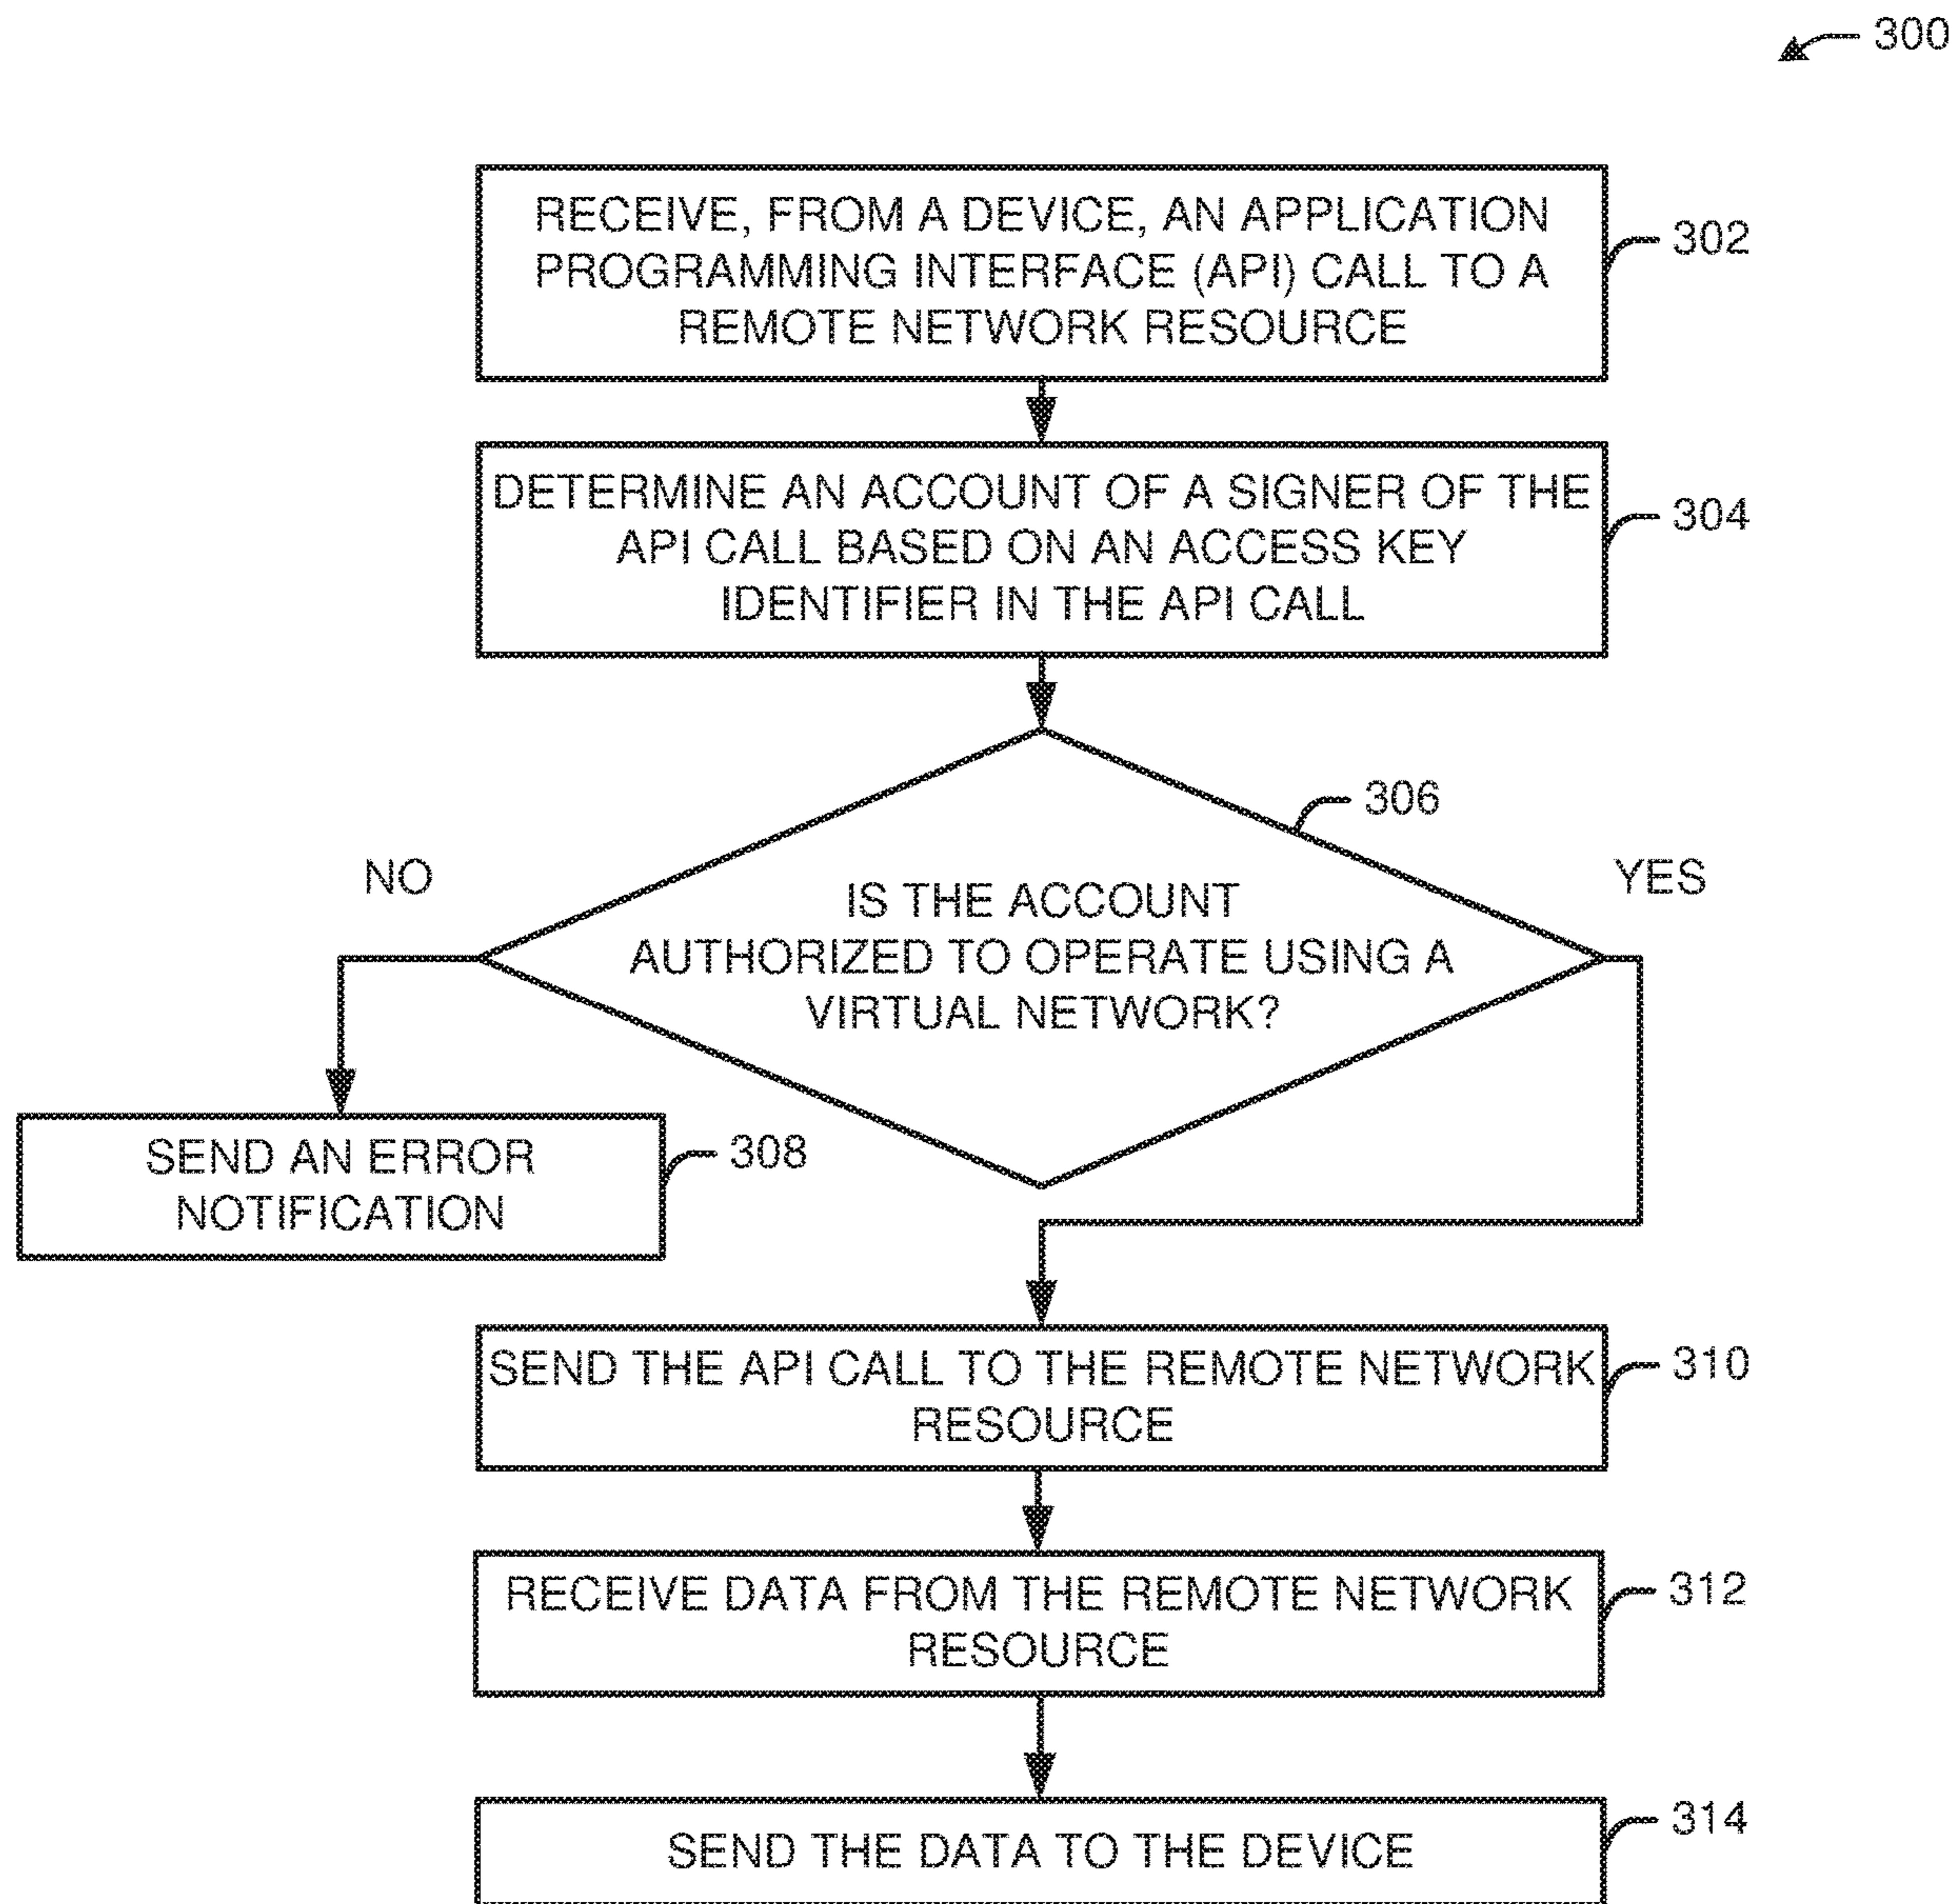 300
RECEIVE, FROM A DEVICE, AN APPLICATION
PROGRAMMING INTERFACE (API) CALL TO A
REMOTE NETWORK RESOURCE
302
DETERMINE AN ACCOUNT OF A SIGNER OF THE
API CALL BASED ON AN ACCESS KEY
IDENTIFIER IN THE API CALL
304
306
NO
YES
IS THE ACCOUNT
AUTHORIZED TO OPERATE USING A
VIRTUAL NETWORK?
SEND AN ERROR
NOTIFICATION
308
SEND THE API CALL TO THE REMOTE NETWORK
RESOURCE
310
RECEIVE DATA FROM THE REMOTE NETWORK
RESOURCE
312
SEND THE DATA TO THE DEVICE
314